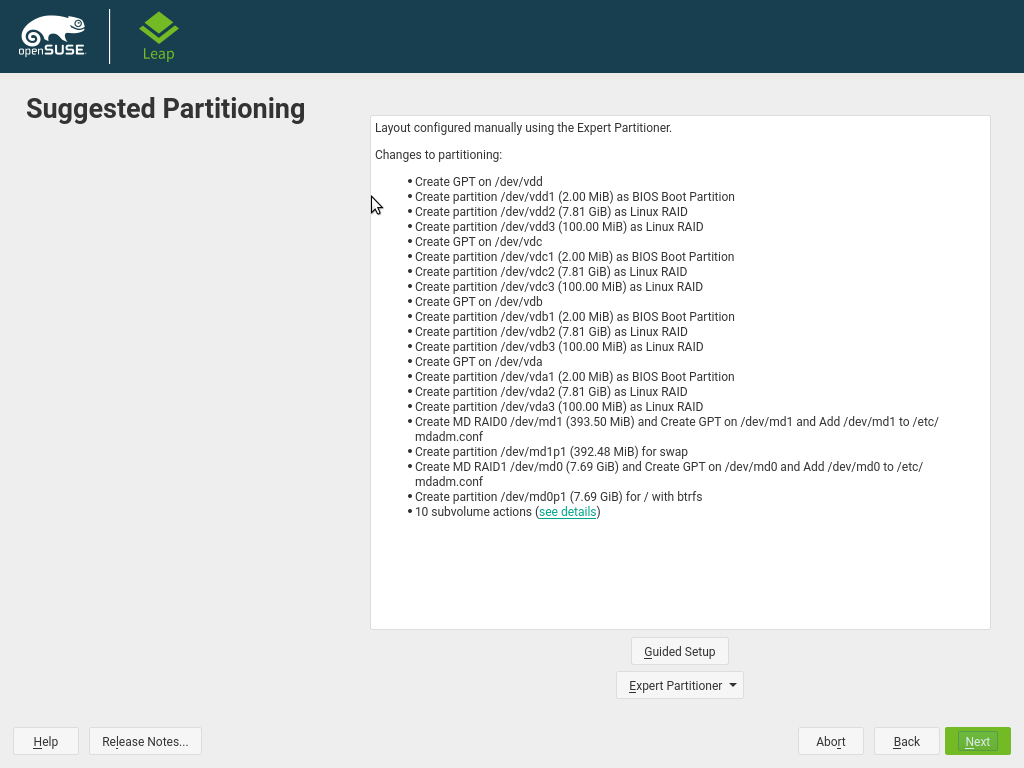 openSUSE
Leap
Suggested Partitioning
Layout configured manually using the Expert Partitioner.
Changes to partitioning:
• Create GPT on /dev/vdd
• Create partition /dev/vdd1 (2.00 MiB) as BIOS Boot Partition
• Create partition /dev/vdd2 (7.81 GiB) as Linux RAID
• Create partition /dev/vdd3 (100.00 MiB) as Linux RAID
• Create GPT on /dev/vdc
• Create partition /dev/vdc1 (2.00 MiB) as BIOS Boot Partition
• Create partition /dev/vdc2 (7.81 GiB) as Linux RAID
• Create partition /dev/vdc3 (100.00 MiB) as Linux RAID
• Create GPT on /dev/vdb
• Create partition /dev/vdb1 (2.00 MiB) as BIOS Boot Partition
• Create partition /dev/vdb2 (7.81 GiB) as Linux RAID
• Create partition /dev/vdb3 (100.00 MiB) as Linux RAID
• Create GPT on /dev/vda
• Create partition /dev/vda1 (2.00 MiB) as BIOS Boot Partition
• Create partition /dev/vda2 (7.81 GiB) as Linux RAID
• Create partition /dev/vda3 (100.00 MiB) as Linux RAID
• Create MD RAID0 /dev/md1 (393.50 MiB) and Create GPT on /dev/md1 and Add /dev/md1 to /etc/
mdadm.conf
• Create partition /dev/md1p1 (392.48 MiB) for swap
• Create MD RAID1 /dev/md0 (7.69 GiB) and Create GPT on /dev/md0 and Add /dev/md0 to /etc/
mdadm.conf
• Create partition /dev/md0p1 (7.69 GiB) for / with btrfs
• 10 subvolume actions (see details)
Guided Setup
Expert Partitioner
Help
Release Notes...
Abort
Back
Next